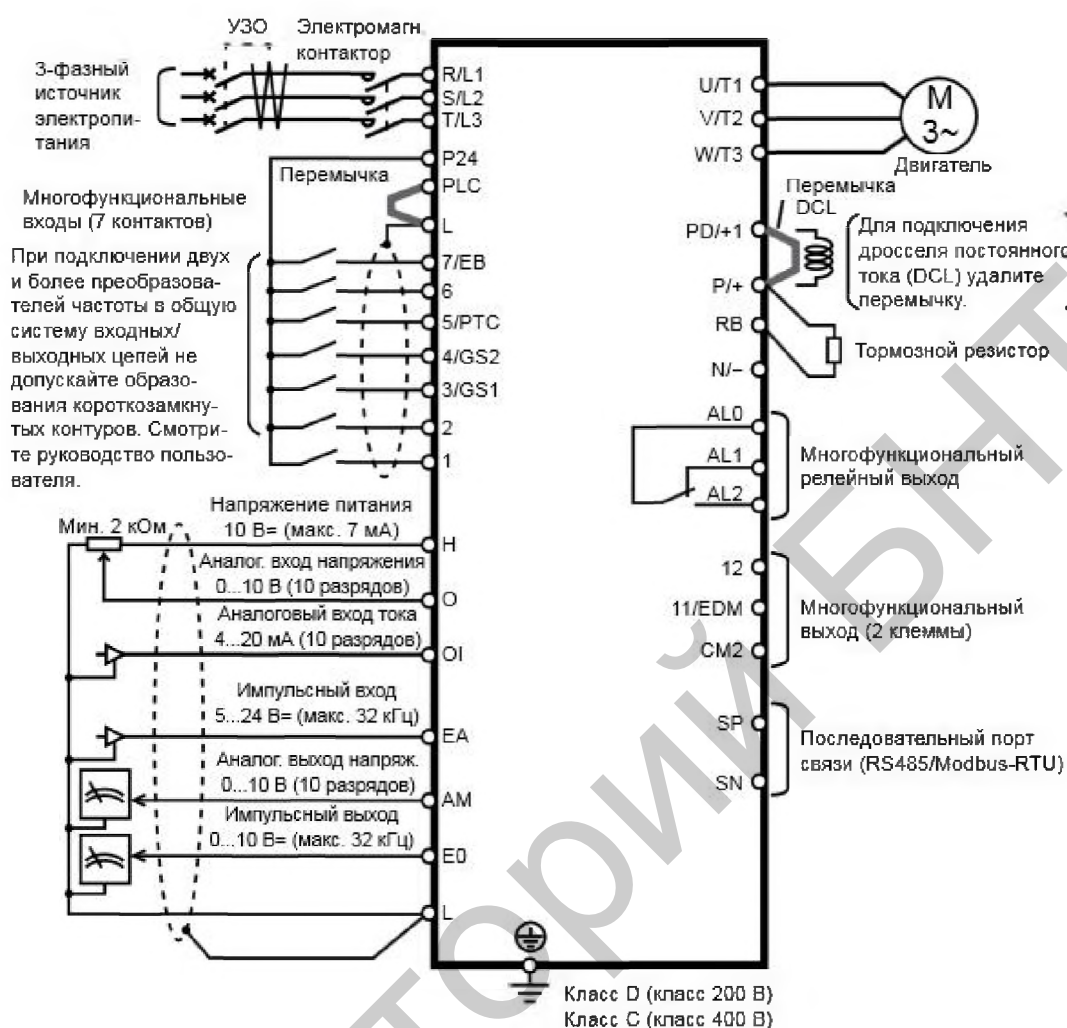 УЗО
Электромагн.
контактор
3-фазный
источник
электропи-
тания
R/L1
S/L2
T/L3
P24
Перемычка
PLC
L
Многофункциональные
входы (7 контактов)
При подключении двух
и более преобразова-
телей частоты в общую
систему входных/
выходных цепей не
допускайте образо-
вания короткозамкну-
тых контуров. Смотри-
те руководство пользо-
вателя.
7/EB
6
5/PTC
4/GS2
3/GS1
2
1
Напряжение питания
10 В= (макс. 7 мА)
Мин. 2 кОм
H
Аналог. вход напряжения
0...10 В (10 разрядов)
O
Аналоговый вход тока
4...20 мА (10 разрядов)
OI
Импульсный вход
5...24 В= (макс. 32 кГц)
EA
Аналог. выход напряж.
0...10 В (10 разрядов)
AM
Импульсный выход
0...10 В= (макс. 32 кГц)
E0
L
U/T1
V/T2
W/T3
M
3~
Двигатель
Перемычка
DCL
PD/+1
P/+
Для подключения
дросселя постоянного
тока (DCL) удалите
перемычку.
RB
Тормозной резистор
N/–
AL0
AL1
AL2
Многофункциональный
релейный выход
12
11/EDM
CM2
Многофункциональный
выход (2 клеммы)
SP
SN
Последовательный порт
связи (RS485/Modbus-RTU)
Класс D (класс 200 В)
Класс C (класс 400 В)
торий БНТ